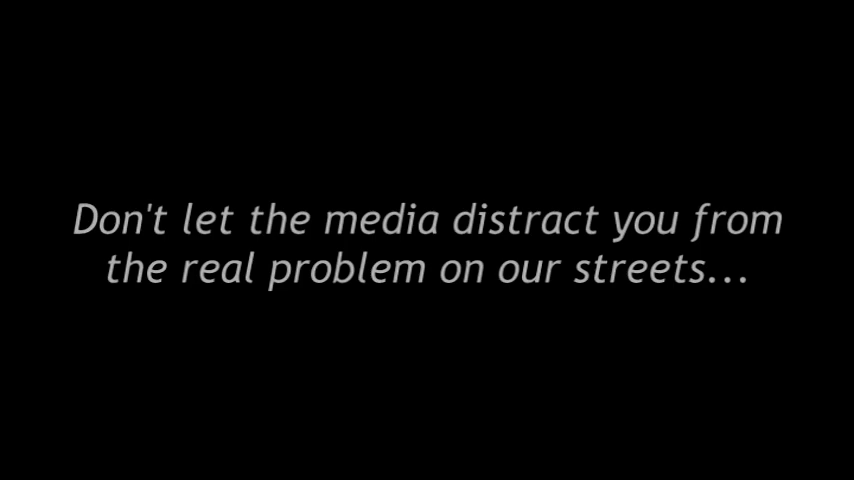 Don't let the media distract you from
the real problem on our streets...